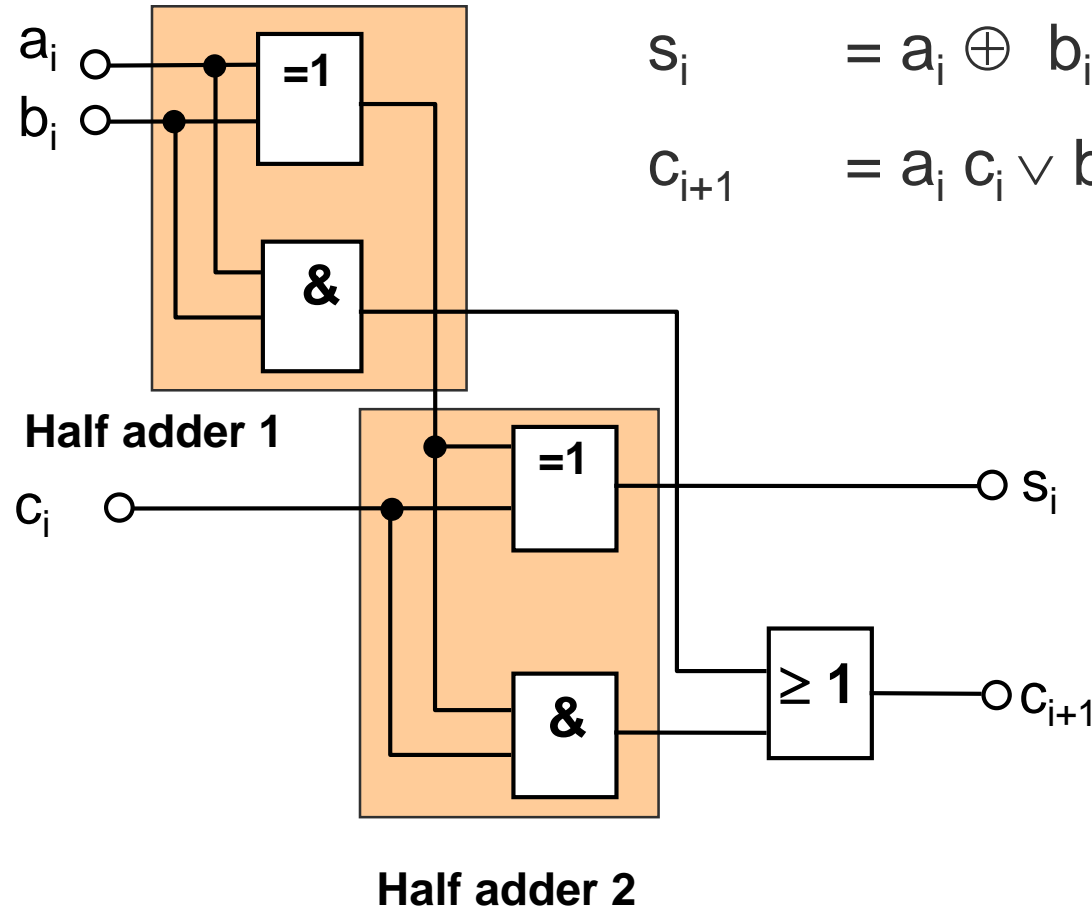 aᵢ
bᵢ
=1
&
sᵢ = aᵢ ⊕ bᵢ
cᵢ₊₁ = aᵢ cᵢ ∨
Half adder 1
cᵢ
=1
sᵢ
&
≥ 1
cᵢ₊₁
Half adder 2